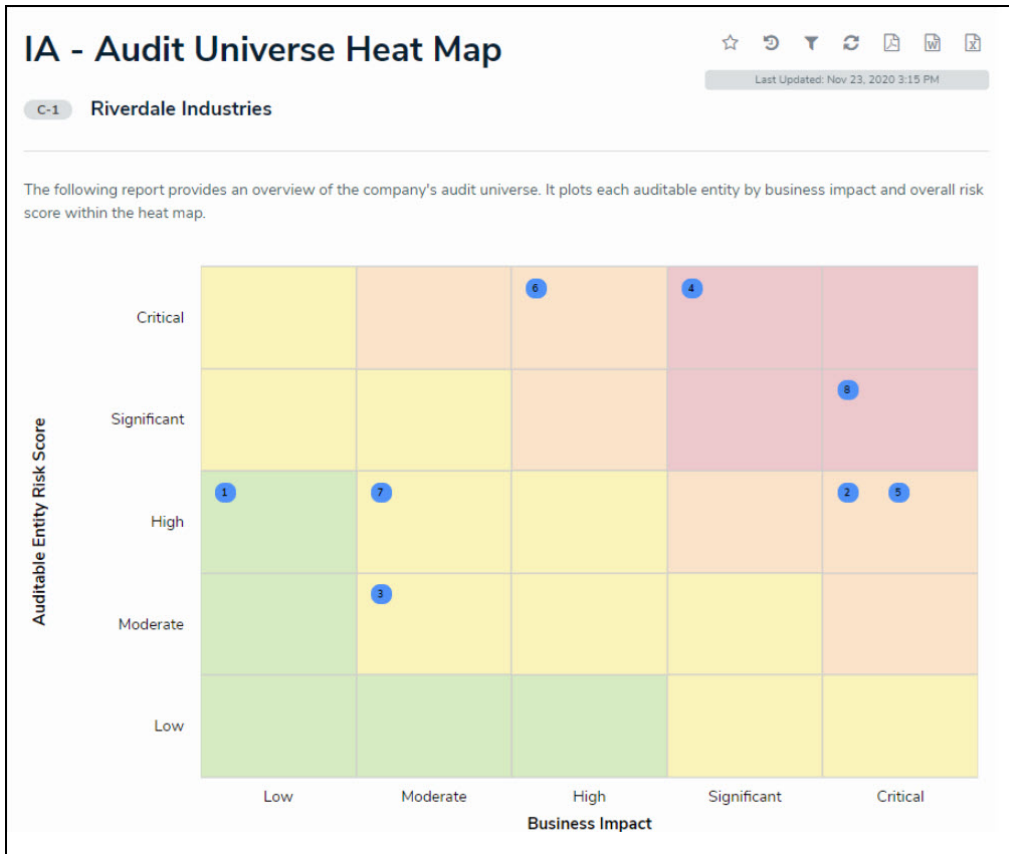 IA - Audit Universe Heat Map
Last Updated: Nov 23, 2020 3:15 PM
C-1 Riverdale Industries
The following report provides an overview of the company's audit universe. It plots each auditable entity by business impact and overall risk
score within the heat map.
Critical
6 4
Significant
8
High
1 7 2 5
Moderate
3
Low
Auditable Entity Risk Score
Low Moderate High Significant Critical
Business Impact